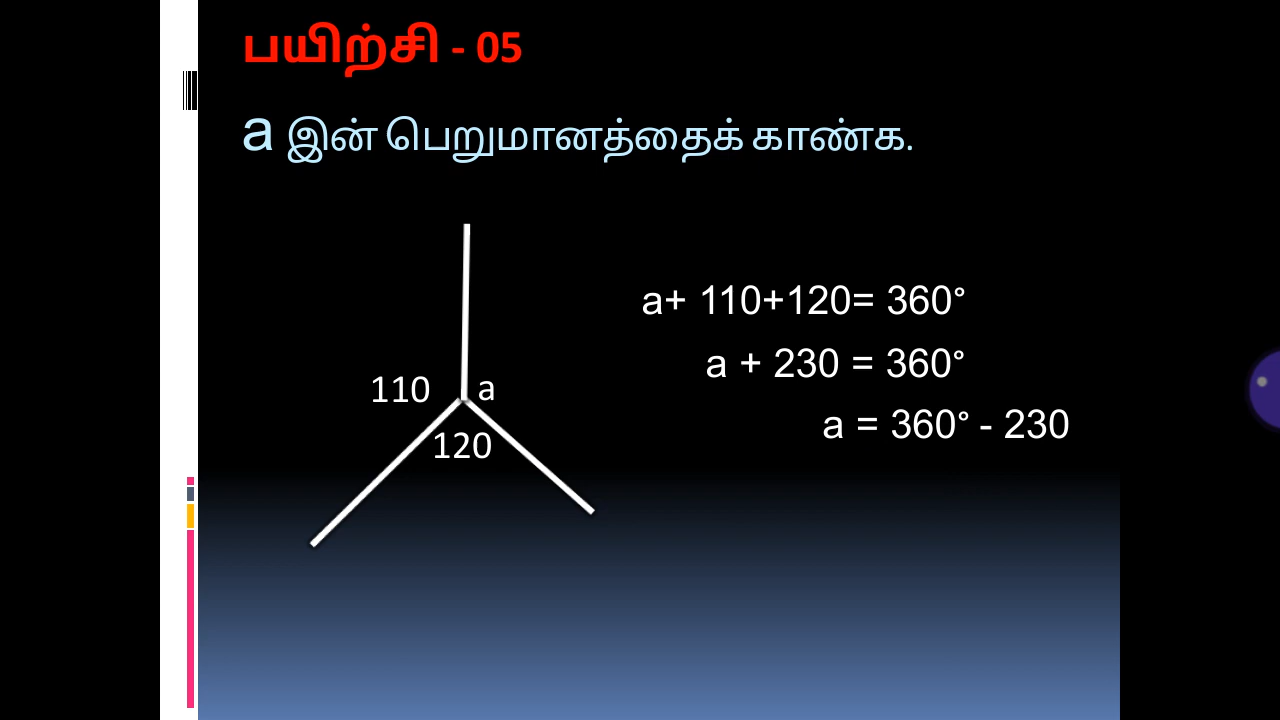 பயிற்சி - 05
a இன் பெறுமானத்தைக் காண்க.
a+ 110+120= 360°
a + 230 = 360°
110 a
a = 360° - 230
120